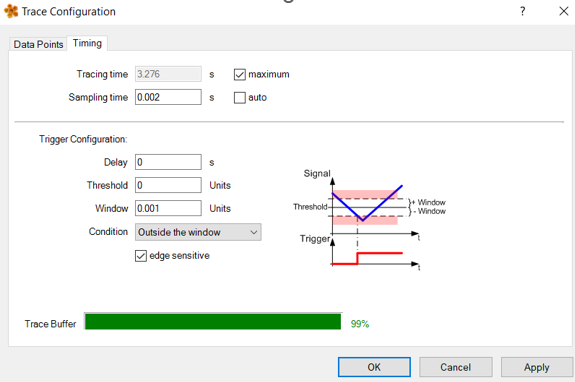 Trace Configuration
?
Data Points Timing
Tracing time 3.276 s maximum
Sampling time 0.002 s auto
Trigger Configuration:
Delay 0 s
Threshold 0 Units
Window 0.001 Units
Condition Outside the window
edge sensitive
Signal
Threshold
}+ Window
}- Window
t
Trigger
t
Trace Buffer 99%
OK Cancel Apply